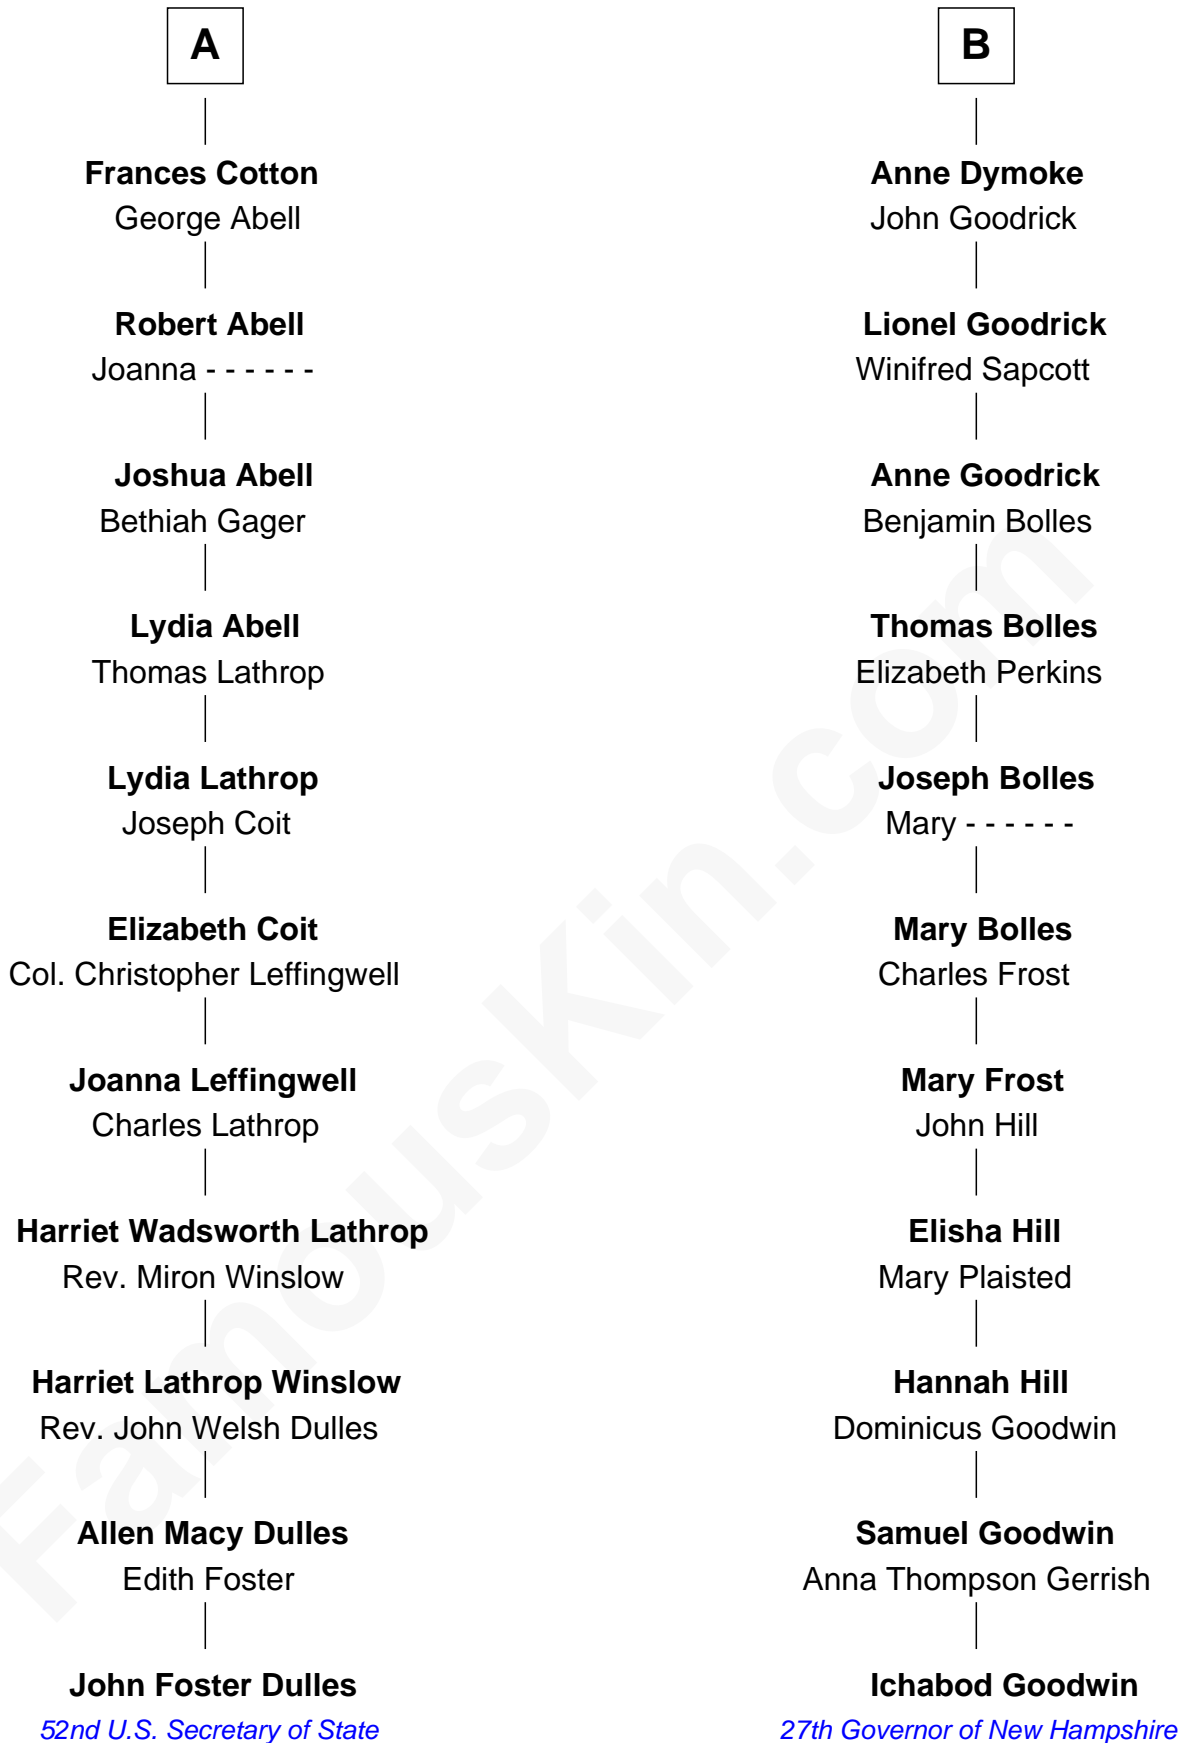 A
Frances Cotton
George Abell
Robert Abell
Joanna - - - - - -
Joshua Abell
Bethiah Gager
Lydia Abell
Thomas Lathrop
Lydia Lathrop
Joseph Coit
Elizabeth Coit
Col. Christopher Leffingwell
Joanna Leffingwell
Charles Lathrop
Harriet Wadsworth Lathrop
Rev. Miron Winslow
Harriet Lathrop Winslow
Rev. John Welsh Dulles
Allen Macy Dulles
Edith Foster
John Foster Dulles
52nd U.S. Secretary of State
B
Anne Dymoke
John Goodrick
Lionel Goodrick
Winifred Sapcott
Anne Goodrick
Benjamin Bolles
Thomas Bolles
Elizabeth Perkins
Joseph Bolles
Mary - - - - - -
Mary Bolles
Charles Frost
Mary Frost
John Hill
Elisha Hill
Mary Plaisted
Hannah Hill
Dominicus Goodwin
Samuel Goodwin
Anna Thompson Gerrish
Ichabod Goodwin
27th Governor of New Hampshire
FamousKin.com